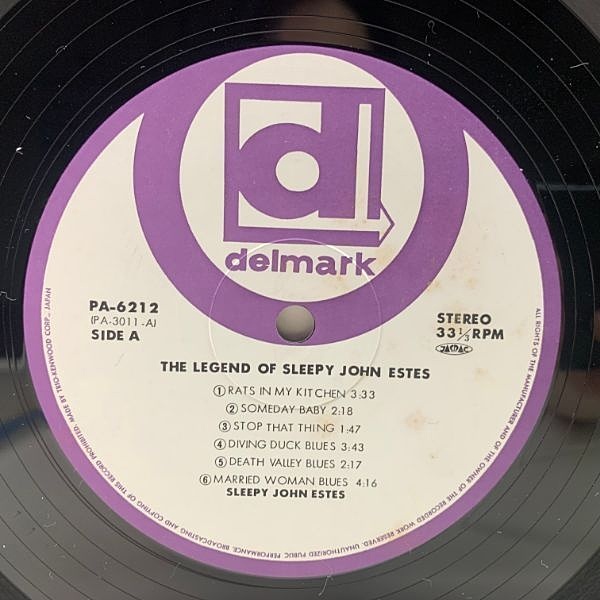 d
delmark
PA-6212
(PA-3011-A)
SIDE A
STEREO
33 1/3 RPM
JASRAC
THE LEGEND OF SLEEPY JOHN ESTES
① RATS IN MY KITCHEN 3:33
② SOMEDAY BABY 2:18
③ STOP THAT THING 1:47
④ DIVING DUCK BLUES 3:43
⑤ DEATH VALLEY BLUES 2:17
⑥ MARRIED WOMAN BLUES 4:16
SLEEPY JOHN ESTES
ALL RIGHTS OF THE MANUFACTURER AND OF THE OWNER OF THE RECORDED WORK RESERVED. UNAUTHORIZED PUBLIC PERFORMANCE, BROADCASTING AND COPYING OF THIS RECORD PROHIBITED. MADE BY TRIO-KENWOOD CORP., JAPAN